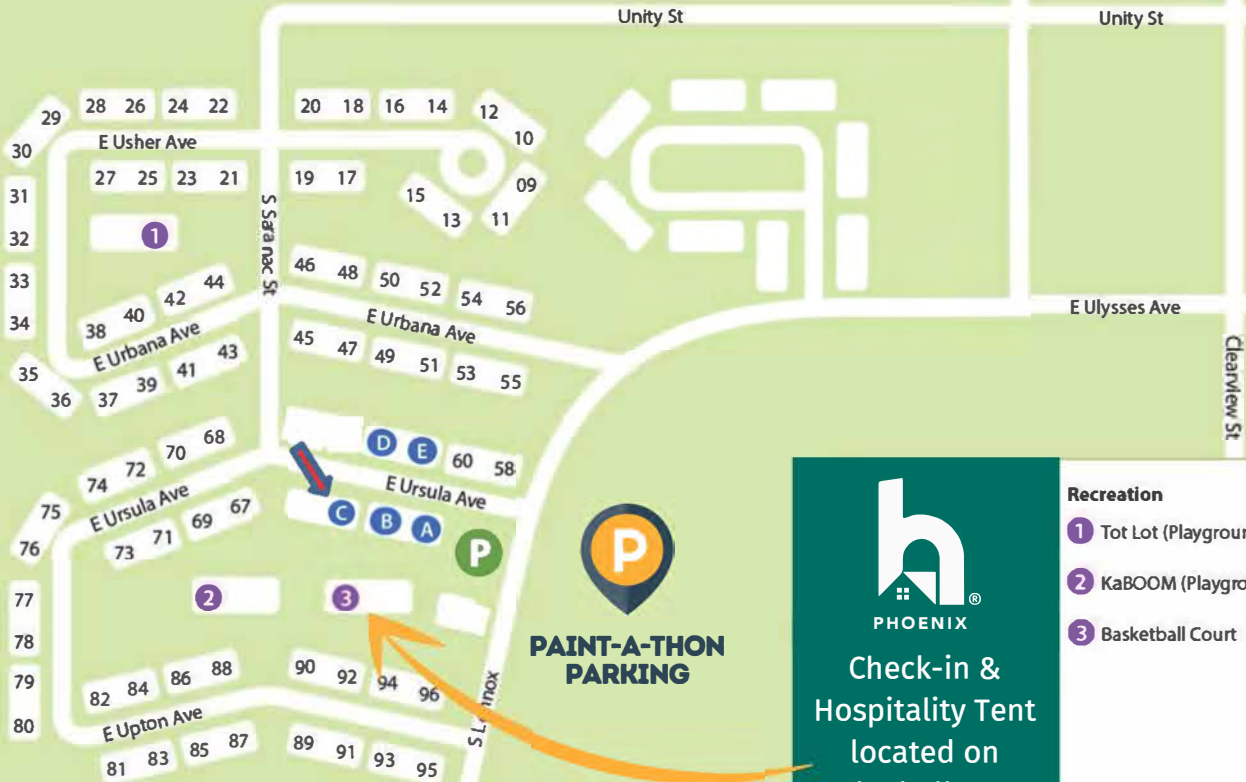 Unity St
Unity St
29
28 26 24 22
20 18 16 14
12
10
30
E Usher Ave
27 25 23 21
19 17
15
13
09
11
31
32
1
S Saranac St
33
34
46 48 50 52 54 56
38 40 42 44
E Urbana Ave
E Urbana Ave
E Ulysses Ave
Clearview St
45 47 49 51 53 55
35
36
37 39 41 43
74 72 70 68
D E 60 58
E Ursula Ave
E Ursula Ave
75
76
73 71 69 67
C B A
P
P
PAINT-A-THON
PARKING
77
78
2
3
79
80
82 84 86 88
90 92 94 96
E Upton Ave
81 83 85 87
89 91 93 95
®
PHOENIX
Check-in &
Hospitality Tent
located on
Recreation
1 Tot Lot
2 KaBOOM
3 Basketball Court